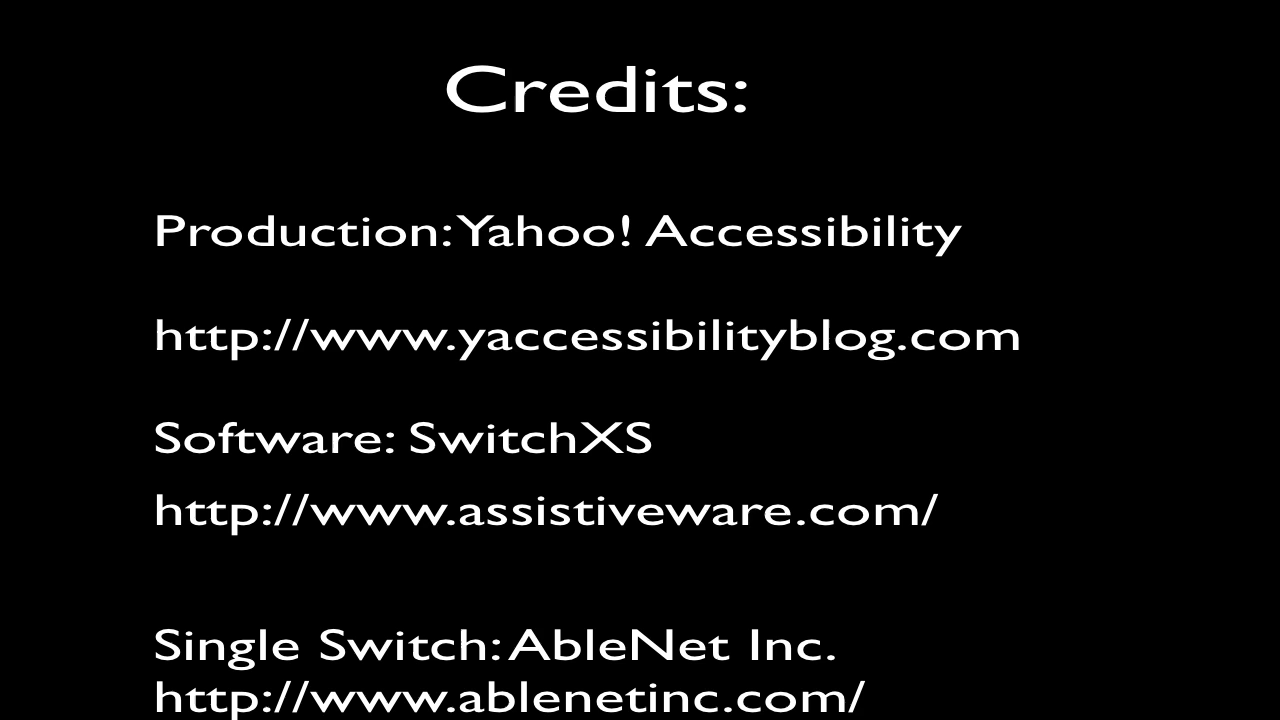 Credits:
Production: Yahoo! Accessibility
http://www.yaccessibilityblog.com
Software: SwitchXS
http://www.assistiveware.com/
Single Switch: AbleNet Inc.
http://www.ablenetinc.com/